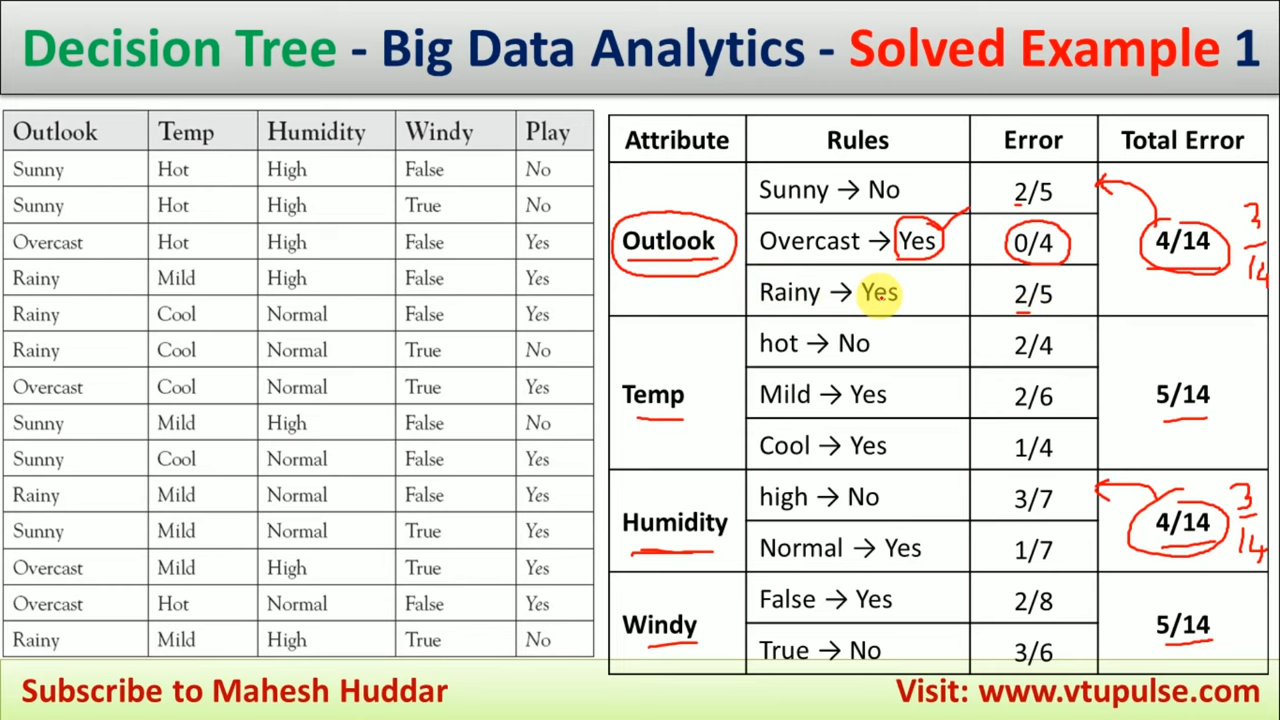 Decision Tree - Big Data Analytics - Solved Example 1
Outlook Temp Humidity Windy Play
Sunny Hot High False No
Sunny Hot High True No
Overcast Hot High False Yes
Rainy Mild High False Yes
Rainy Cool Normal False Yes
Rainy Cool Normal True No
Overcast Cool Normal True Yes
Sunny Mild High False No
Sunny Cool Normal False Yes
Rainy Mild Normal False Yes
Sunny Mild Normal True Yes
Overcast Mild High True Yes
Overcast Hot Normal False Yes
Rainy Mild High True No
Attribute Rules Error Total Error
Outlook Sunny → No 2/5 4/14 3/14
Overcast → Yes 0/4
Rainy → Yes 2/5
Temp hot → No 2/4 5/14
Mild → Yes 2/6
Cool → Yes 1/4
Humidity high → No 3/7 4/14 3/14
Normal → Yes 1/7
Windy False → Yes 2/8 5/14
True → No 3/6
Subscribe to Mahesh Huddar
Visit: www.vtupulse.com